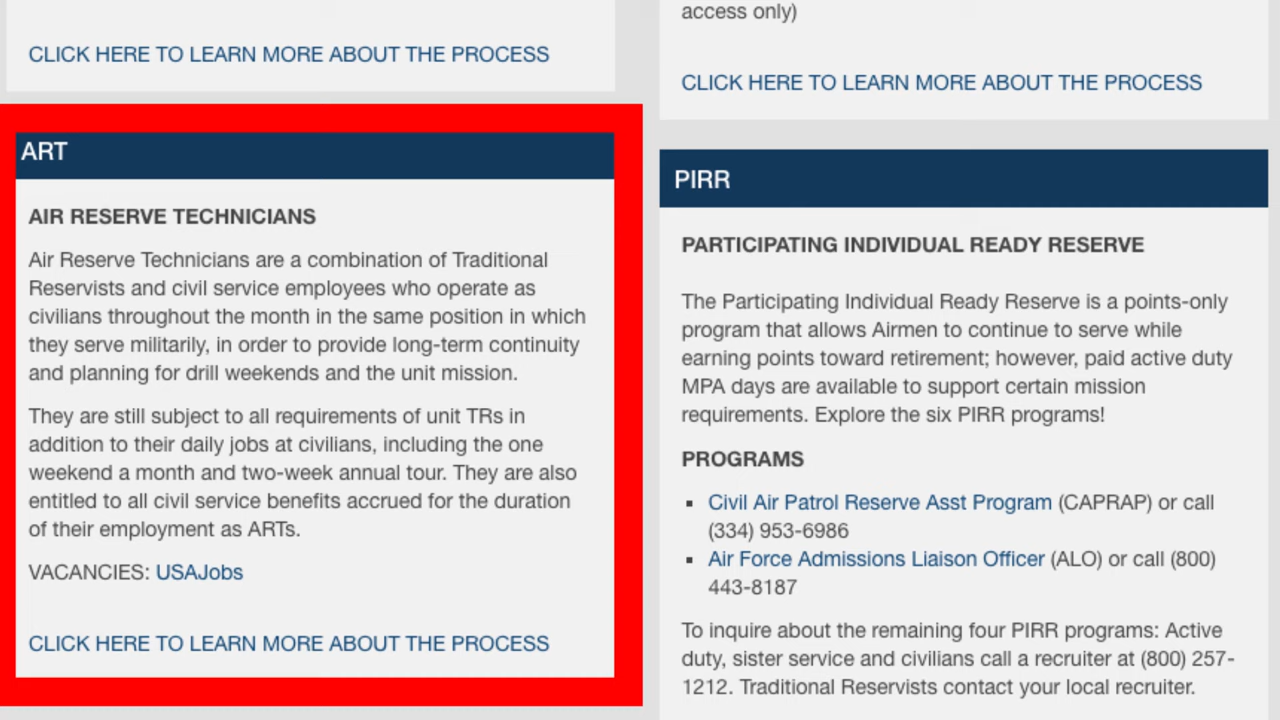 CLICK HERE TO LEARN MORE ABOUT THE PROCESS
ART
AIR RESERVE TECHNICIANS
Air Reserve Technicians are a combination of Traditional
Reservists and civil service employees who operate as
civilians throughout the month in the same position in which
they serve militarily, in order to provide long-term continuity
and planning for drill weekends and the unit mission.
They are still subject to all requirements of unit TRs in
addition to their daily jobs at civilians, including the one
weekend a month and two-week annual tour. They are also
entitled to all civil service benefits accrued for the duration
of their employment as ARTs.
VACANCIES: USAJobs
CLICK HERE TO LEARN MORE ABOUT THE PROCESS
access only)
CLICK HERE TO LEARN MORE ABOUT THE PROCESS
PIRR
PARTICIPATING INDIVIDUAL READY RESERVE
The Participating Individual Ready Reserve is a points-only
program that allows Airmen to continue to serve while
earning points toward retirement; however, paid active duty
MPA days are available to support certain mission
requirements. Explore the six PIRR programs!
PROGRAMS
▪ Civil Air Patrol Reserve Asst Program (CAPRAP) or call
(334) 953-6986
▪ Air Force Admissions Liaison Officer (ALO) or call (800)
443-8187
To inquire about the remaining four PIRR programs: Active
duty, sister service and civilians call a recruiter at (800) 257-
1212. Traditional Reservists contact your local recruiter.